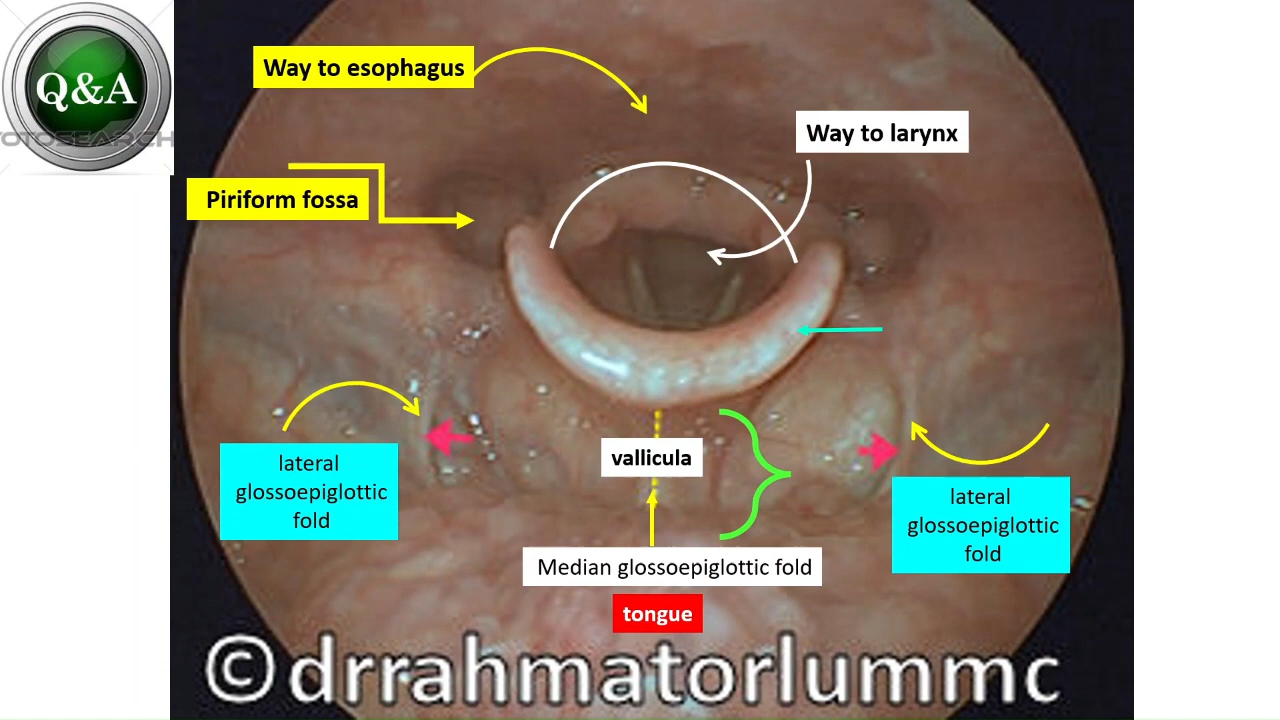 Q&A
OTOSEARCH
Way to esophagus
Way to larynx
Piriform fossa
vallicula
lateral
glossoepiglottic
fold
lateral
glossoepiglottic
fold
Median glossoepiglottic fold
tongue
©drrahmatorlummc